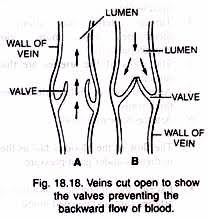 LUMEN
WALL OF
VEIN
LUMEN
VALVE
VALVE
WALL OF
VEIN
A
B
Fig. 18.18. Veins cut open to show
the valves preventing the
backward flow of blood.